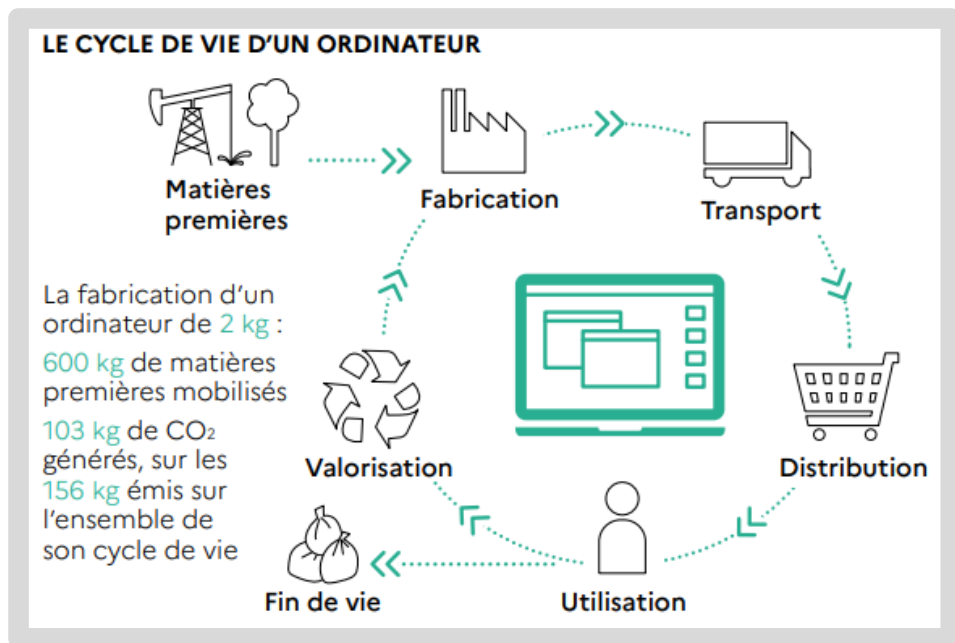 LE CYCLE DE VIE D'UN ORDINATEUR
Matières
premières
Fabrication
Transport
La fabrication d'un
ordinateur de 2 kg :
600 kg de matières
premières mobilisés
103 kg de CO₂
générés, sur les
156 kg émis sur
l'ensemble de
son cycle de vie
Valorisation
Distribution
Fin de vie
Utilisation